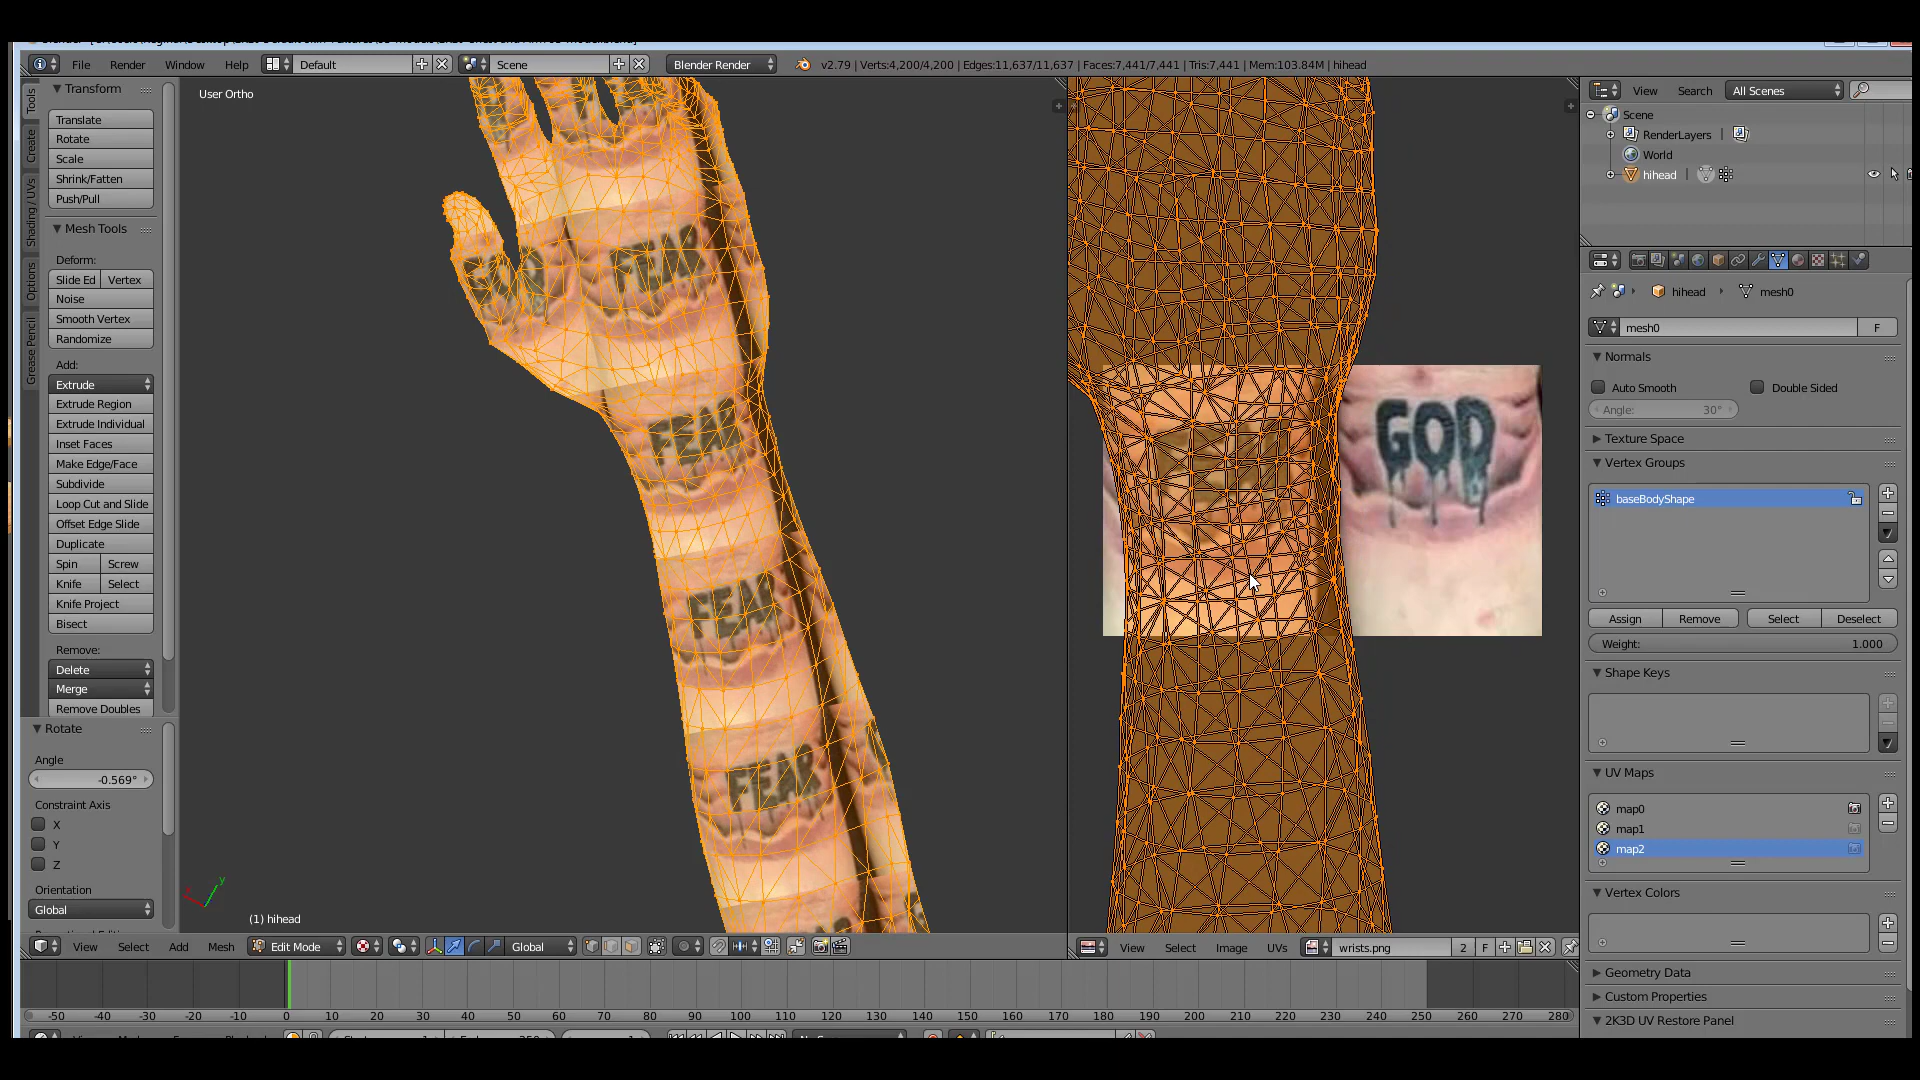 File Render Window Help Default Scene Blender Render v2.79 | Verts:4,200/4,200 | Edges:11,637/11,637 | Faces:7,441/7,441 | Tris:7,441 | Mem:103.84M | hihead
Tools
Create
Shading / UVs
Options
Grease Pencil
Transform
Translate
Rotate
Scale
Shrink/Fatten
Push/Pull
Mesh Tools
Deform:
Slide Ed Vertex
Noise
Smooth Vertex
Randomize
Add:
Extrude
Extrude Region
Extrude Individual
Inset Faces
Make Edge/Face
Subdivide
Loop Cut and Slide
Offset Edge Slide
Duplicate
Spin Screw
Knife Select
Knife Project
Bisect
Remove:
Delete
Merge
Remove Doubles
Rotate
Angle
-0.569°
Constraint Axis
X
Y
Z
Orientation
Global
User Ortho
FEAR
FEAR
FEAR
FEAR
y
(1) hihead
GOD
View Select Add Mesh Edit Mode Global
View Select Image UVs wrists.png 2 F
-50 -40 -30 -20 -10 0 10 20 30 40 50 60 70 80 90 100 110 120 130 140 150 160 170 180 190 200 210 220 230 240 250 260 270 280
View Search All Scenes
Scene
RenderLayers |
World
hihead |
hihead mesh0
mesh0 F
Normals
Auto Smooth Double Sided
Angle: 30°
Texture Space
Vertex Groups
baseBodyShape
Assign Remove Select Deselect
Weight: 1.000
Shape Keys
UV Maps
map0
map1
map2
Vertex Colors
Geometry Data
Custom Properties
2K3D UV Restore Panel